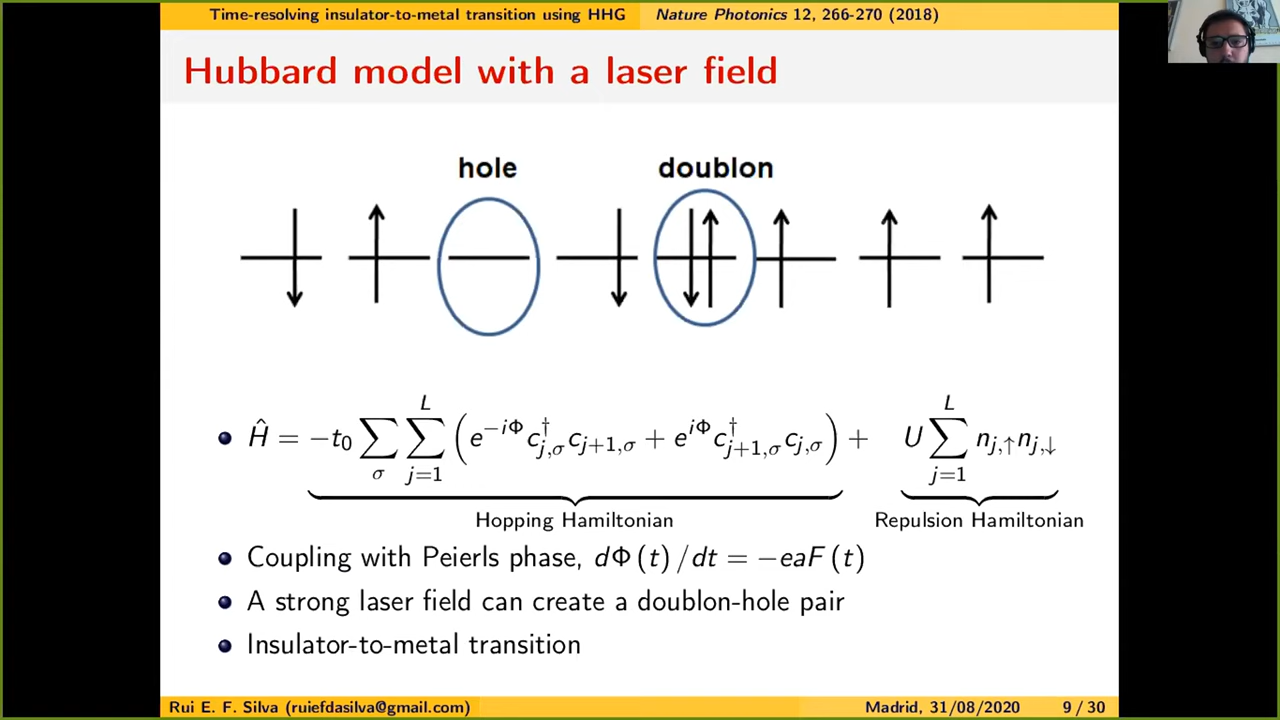 Time-resolving insulator-to-metal transition using HHG Nature Photonics 12, 266-270 (2018)
Hubbard model with a laser field
hole doublon
Ĥ = −t₀ ∑_σ ∑_{j=1}^{L} (e^{−iΦ} c†_{j,σ} c_{j+1,σ} + e^{iΦ} c†_{j+1,σ} c_{j,σ}) + U ∑_{j=1}^{L} n_{j,↑} n_{j,↓}
Hopping Hamiltonian Repulsion Hamiltonian
Coupling with Peierls phase, dΦ(t)/dt = −eaF(t)
A strong laser field can create a doublon-hole pair
Insulator-to-metal transition
Rui E. F. Silva (ruiefdasilva@gmail.com) Madrid, 31/08/2020 9 / 30